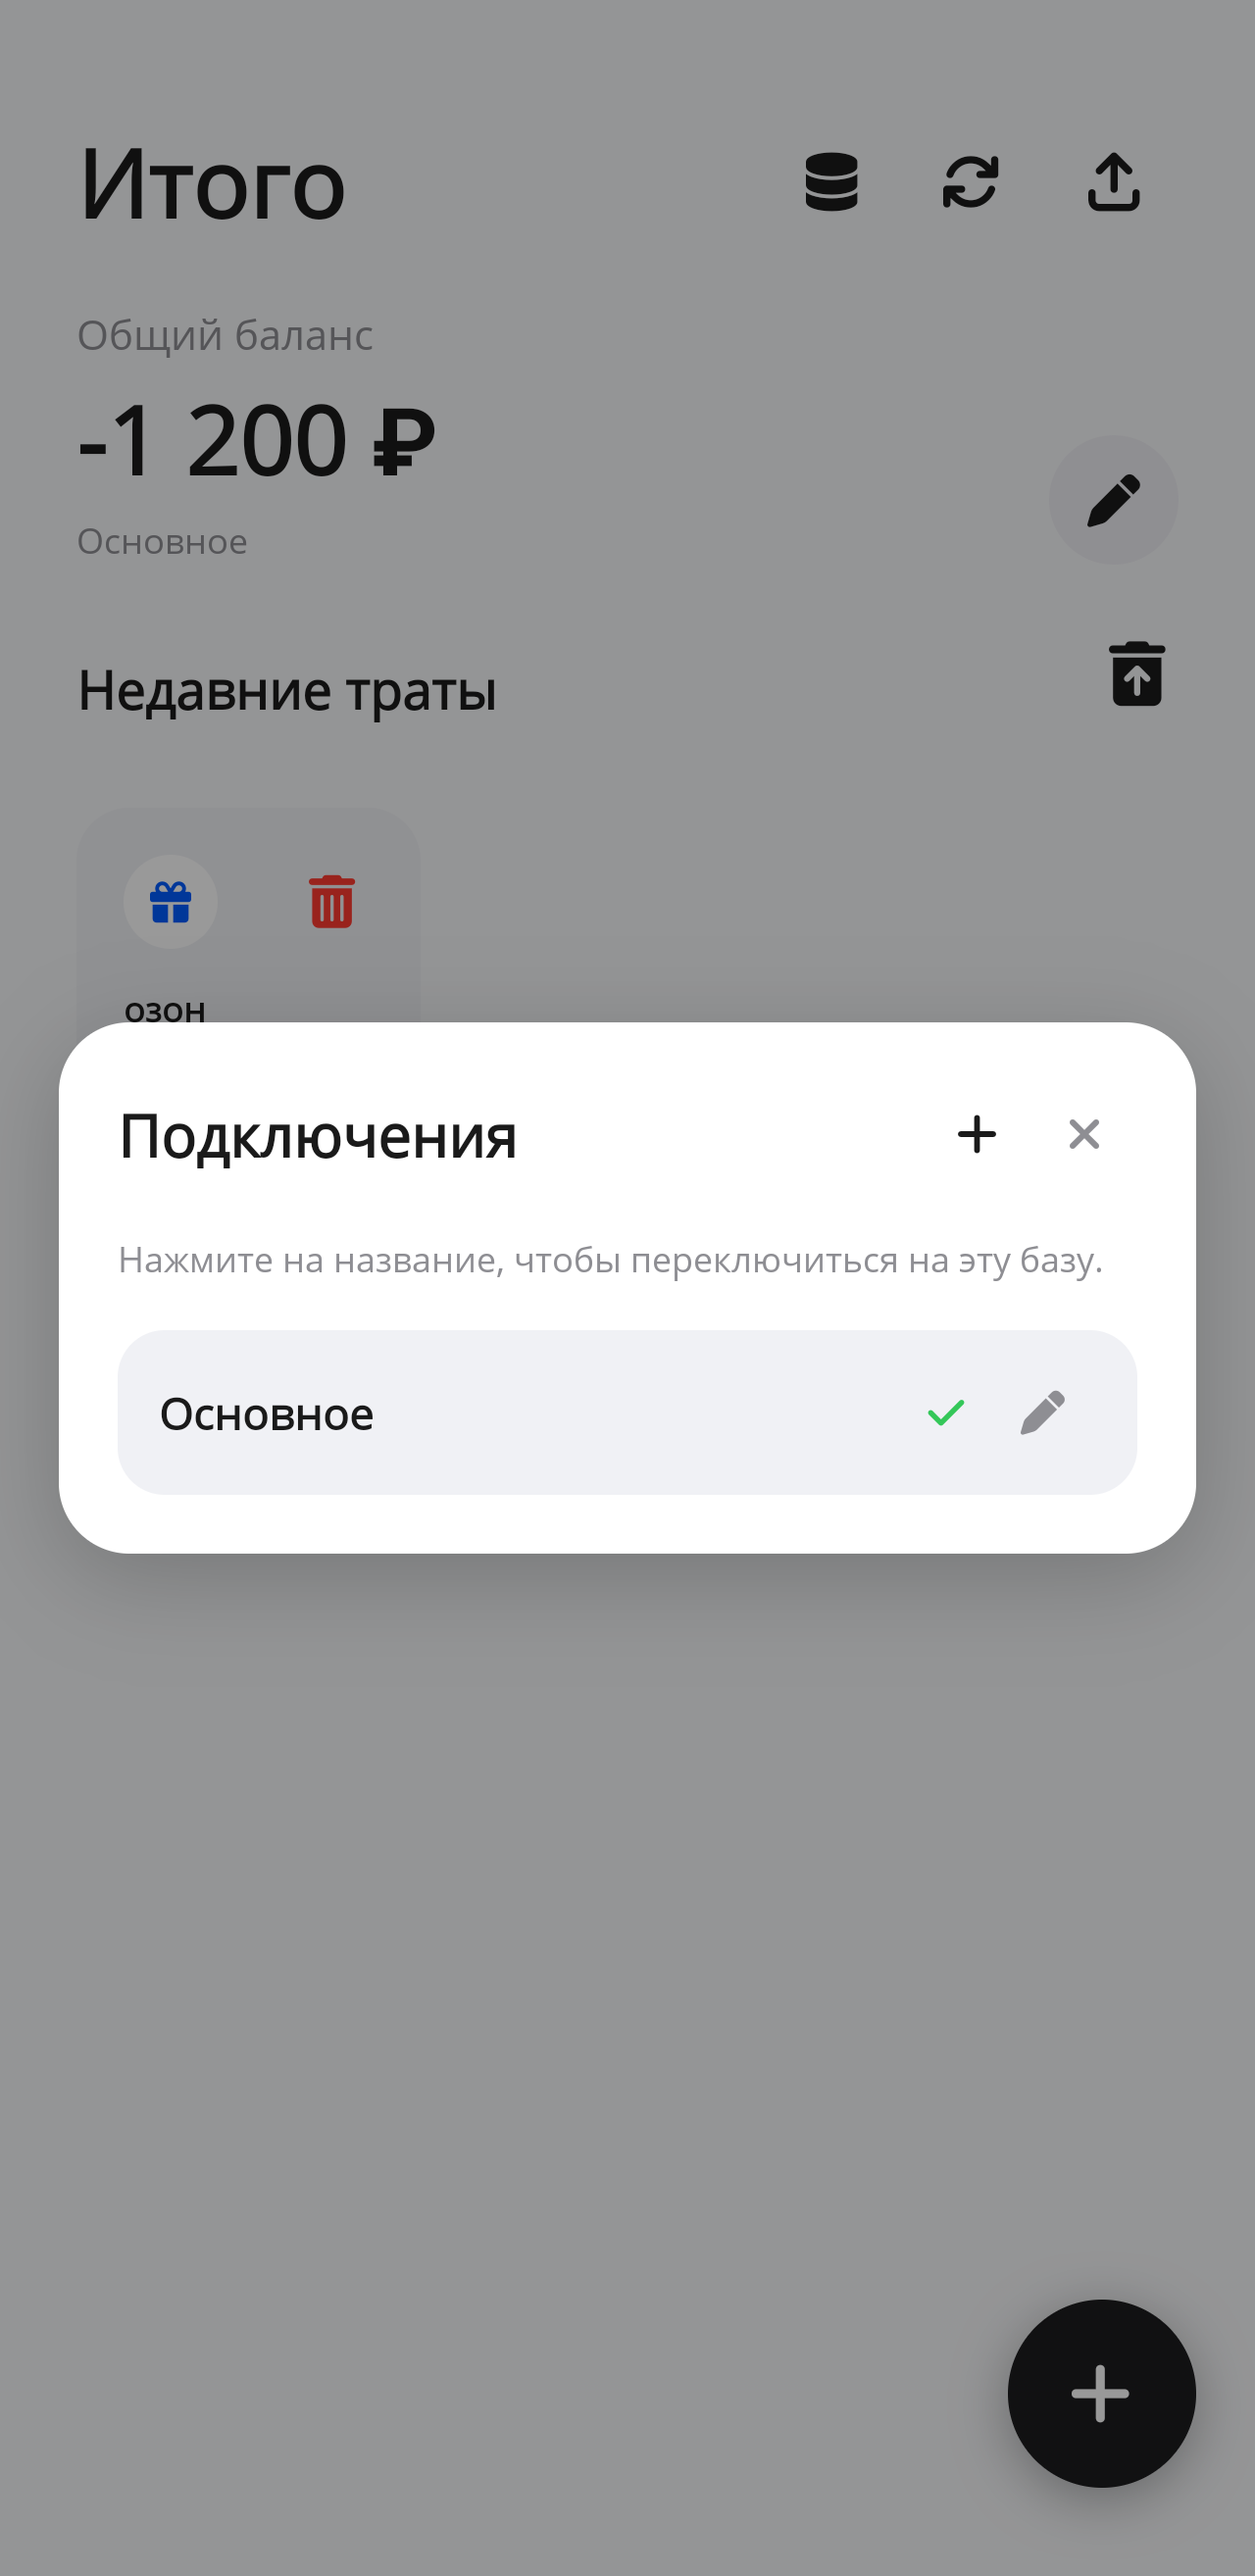 Итого
Общий баланс
-1 200 ₽
Основное
Недавние траты
озон
Подключения
Нажмите на название, чтобы переключиться на эту базу.
Основное